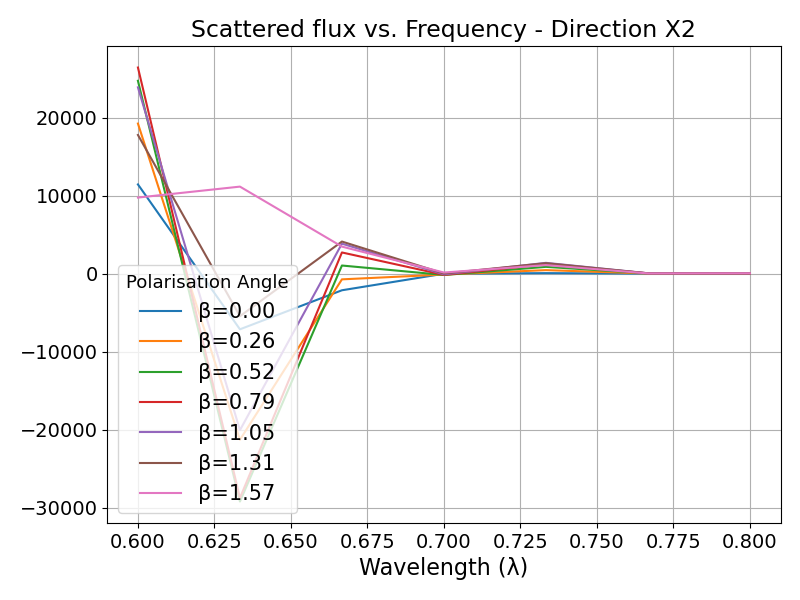 Scattered flux vs. Frequency - Direction X2
20000
10000
0
−10000
−20000
−30000
Polarisation Angle
β=0.00
β=0.26
β=0.52
β=0.79
β=1.05
β=1.31
β=1.57
0.600 0.625 0.650 0.675 0.700 0.725 0.750 0.775 0.800
Wavelength (λ)